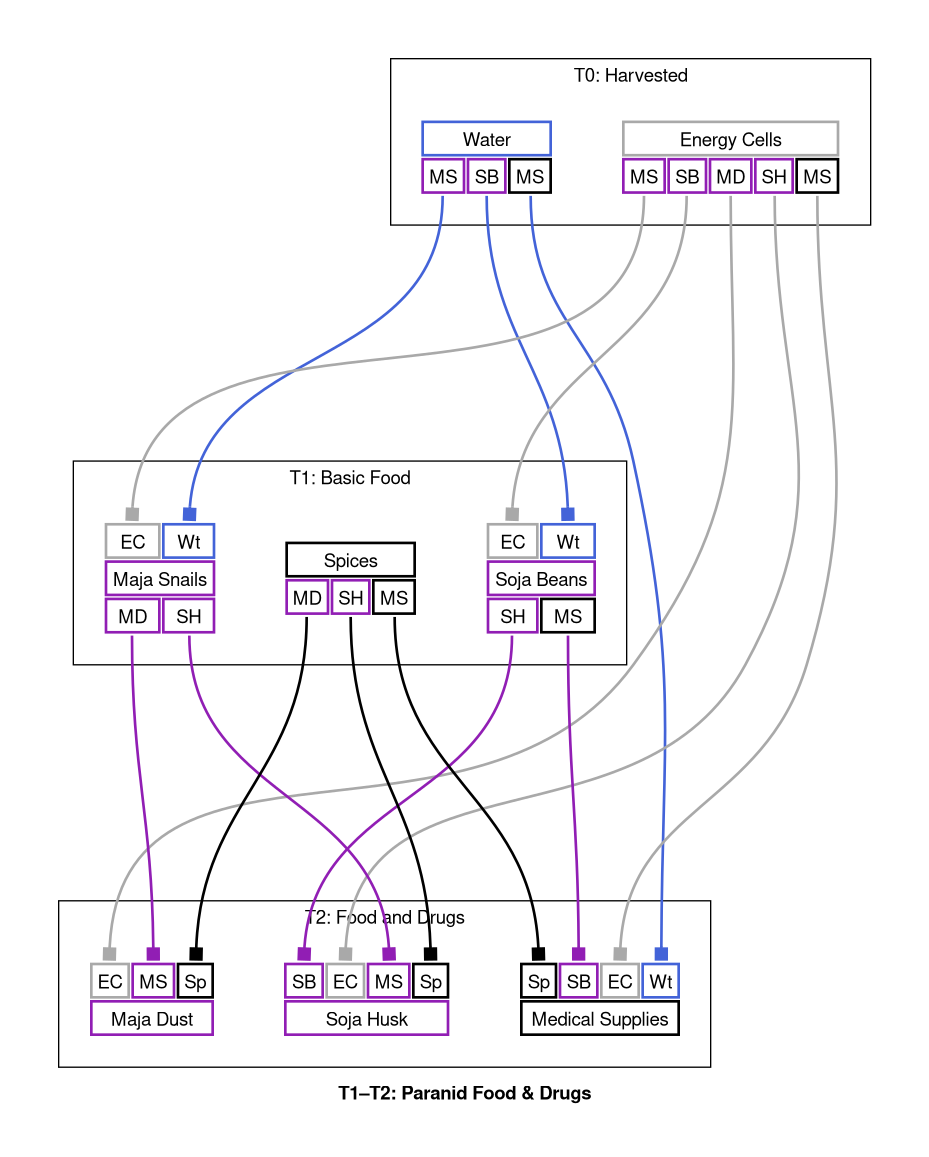 T0: Harvested
Water
Energy Cells
MS SB MS
MS SB MD SH MS
T1: Basic Food
EC Wt
EC Wt
Spices
Maja Snails
Soja Beans
MD SH MS
MD SH
SH MS
T2: Food and Drugs
EC MS Sp
SB EC MS Sp
Sp SB EC Wt
Maja Dust
Soja Husk
Medical Supplies
T1–T2: Paranid Food & Drugs